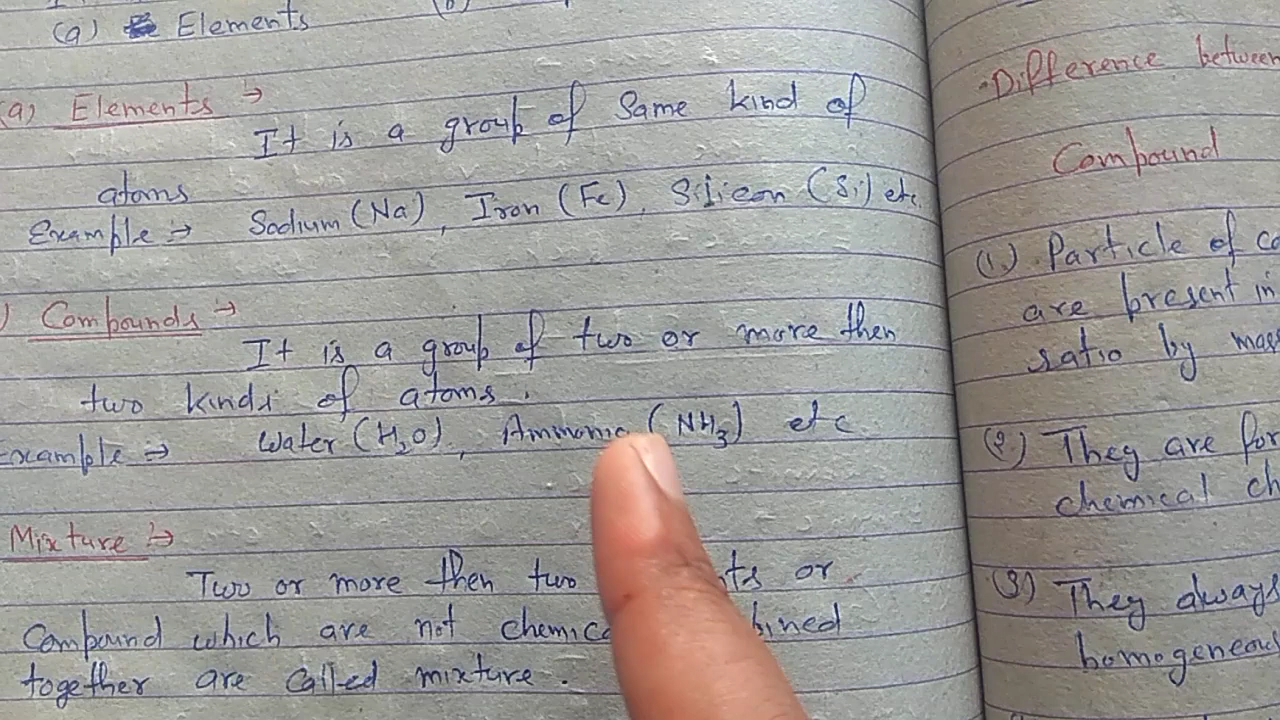 (a) Elements
(a) Elements →
It is a group of Same kind of
atoms
Example → Sodium (Na), Iron (Fe), Silicon (Si) etc.
) Compounds →
It is a group of two or more then
two kinds of atoms.
Example → Water (H₂O), Ammonia (NH₃) etc
Mixture →
Two or more then two or
Compound which are not
together are called mixture.
Difference between
Compound
(1.) Particle of
are present in
ratio by
(2) They are
chemical
(3) They always
homogeneous